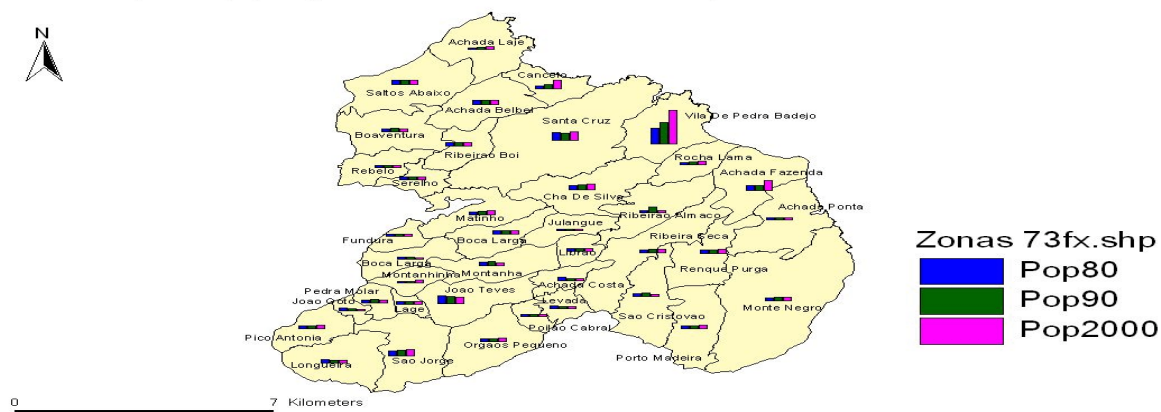 N
Achada Laje
Cancelo
Saltos Abaixo
Achada Belbel
Vila De Pedra Badejo
Santa Cruz
Boaventura
Ribeirao Boi
Rocha Lama
Rebelo
Achada Fazenda
Serelho
Cha De Silva
Achada Ponta
Matinho
Ribeirao Almaco
Julangue
Fundura
Boca Larga
Ribeira Seca
Librao
Boca Larga
Montanha
Renque Purga
Montanhinha
Achada Costa
Pedra Molar
Joao Teves
Joao Goto
Lage
Levada
Monte Negro
Sao Cristovao
Poilao Cabral
Pico Antonia
Orgaos Pequeno
Porto Madeira
Sao Jorge
Longueira
Zonas 73fx.shp
Pop80
Pop90
Pop2000
0 7 Kilometers